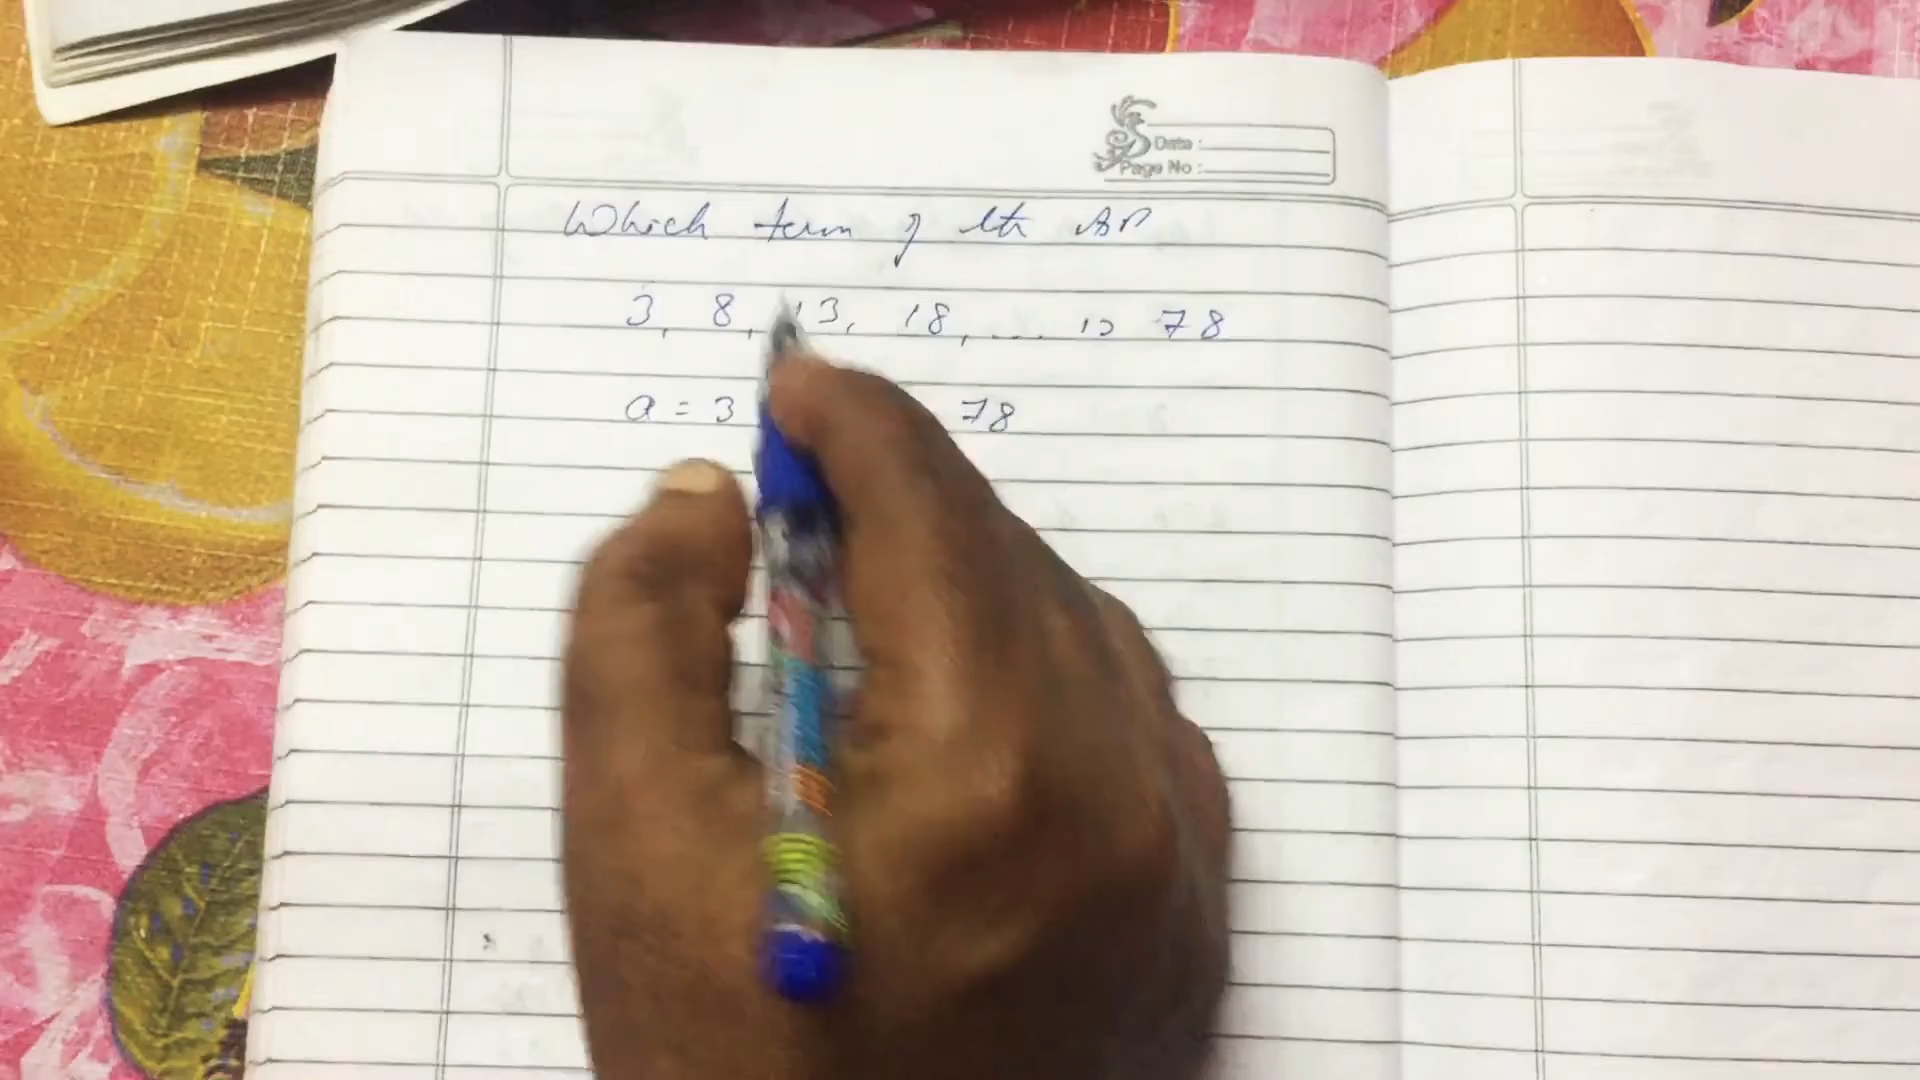 Date :
Page No :
Which term of the AP
3, 8, 13, 18, ... is 78
a = 3 78